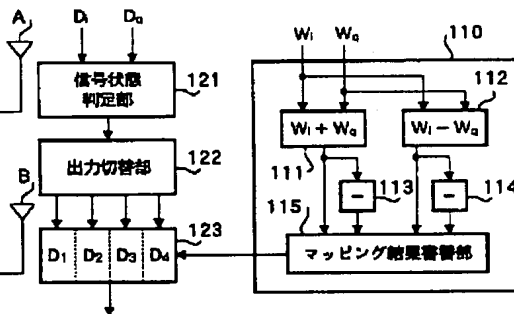 A
Di
Dq
信号状態
判定部
121
出力切替部
122
B
123
D1
D2
D3
D4
110
Wi
Wq
112
Wi+Wq
Wi-Wq
111
−
113
−
114
115
マッピング結果書替部